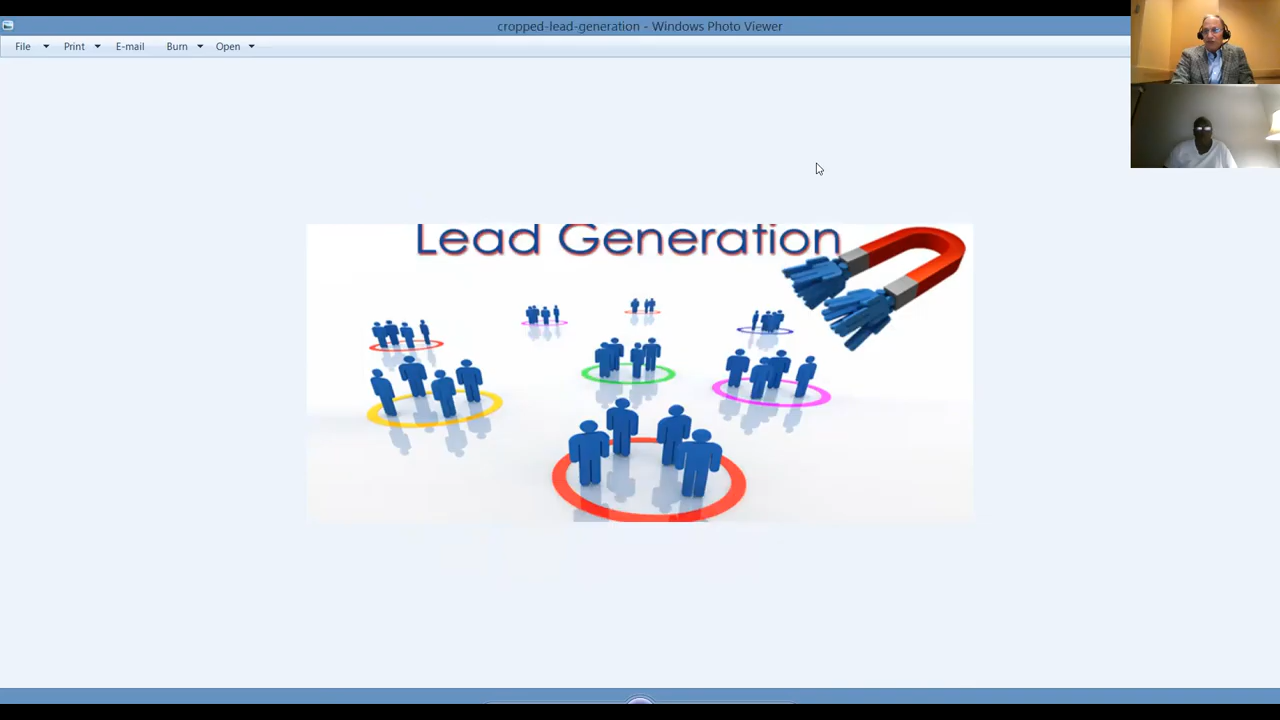 cropped-lead-generation - Windows Photo Viewer
File Print E-mail Burn Open
Lead Generation